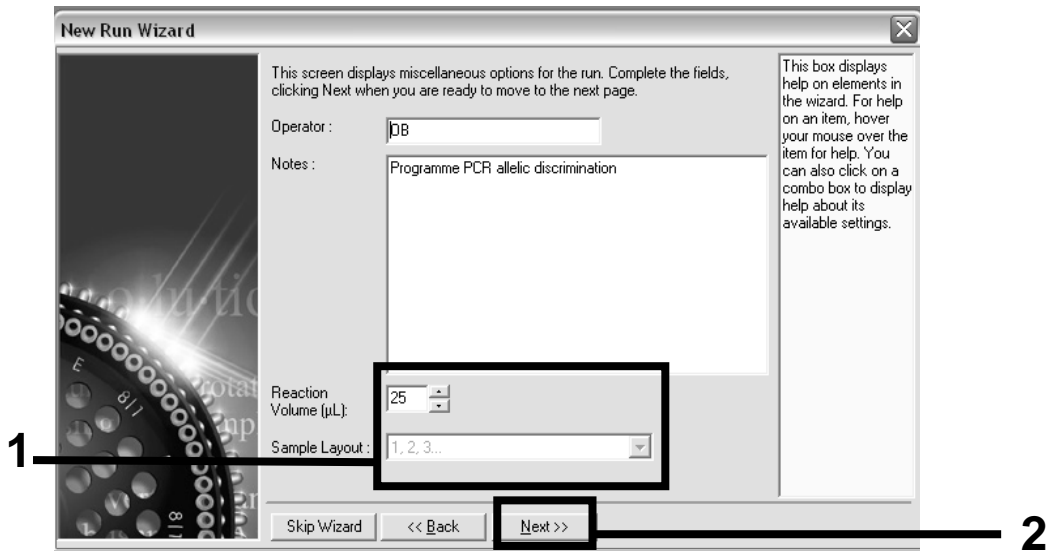 New Run Wizard
This screen displays miscellaneous options for the run. Complete the fields,
clicking Next when you are ready to move to the next page.
Operator :
OB
Notes :
Programme PCR allelic discrimination
Reaction
Volume (µL):
25
Sample Layout :
1, 2, 3...
Skip Wizard
<< Back
Next >>
This box displays
help on elements in
the wizard. For help
on an item, hover
your mouse over the
item for help. You
can also click on a
combo box to display
help about its
available settings.
1
2
E
8/1
8/1